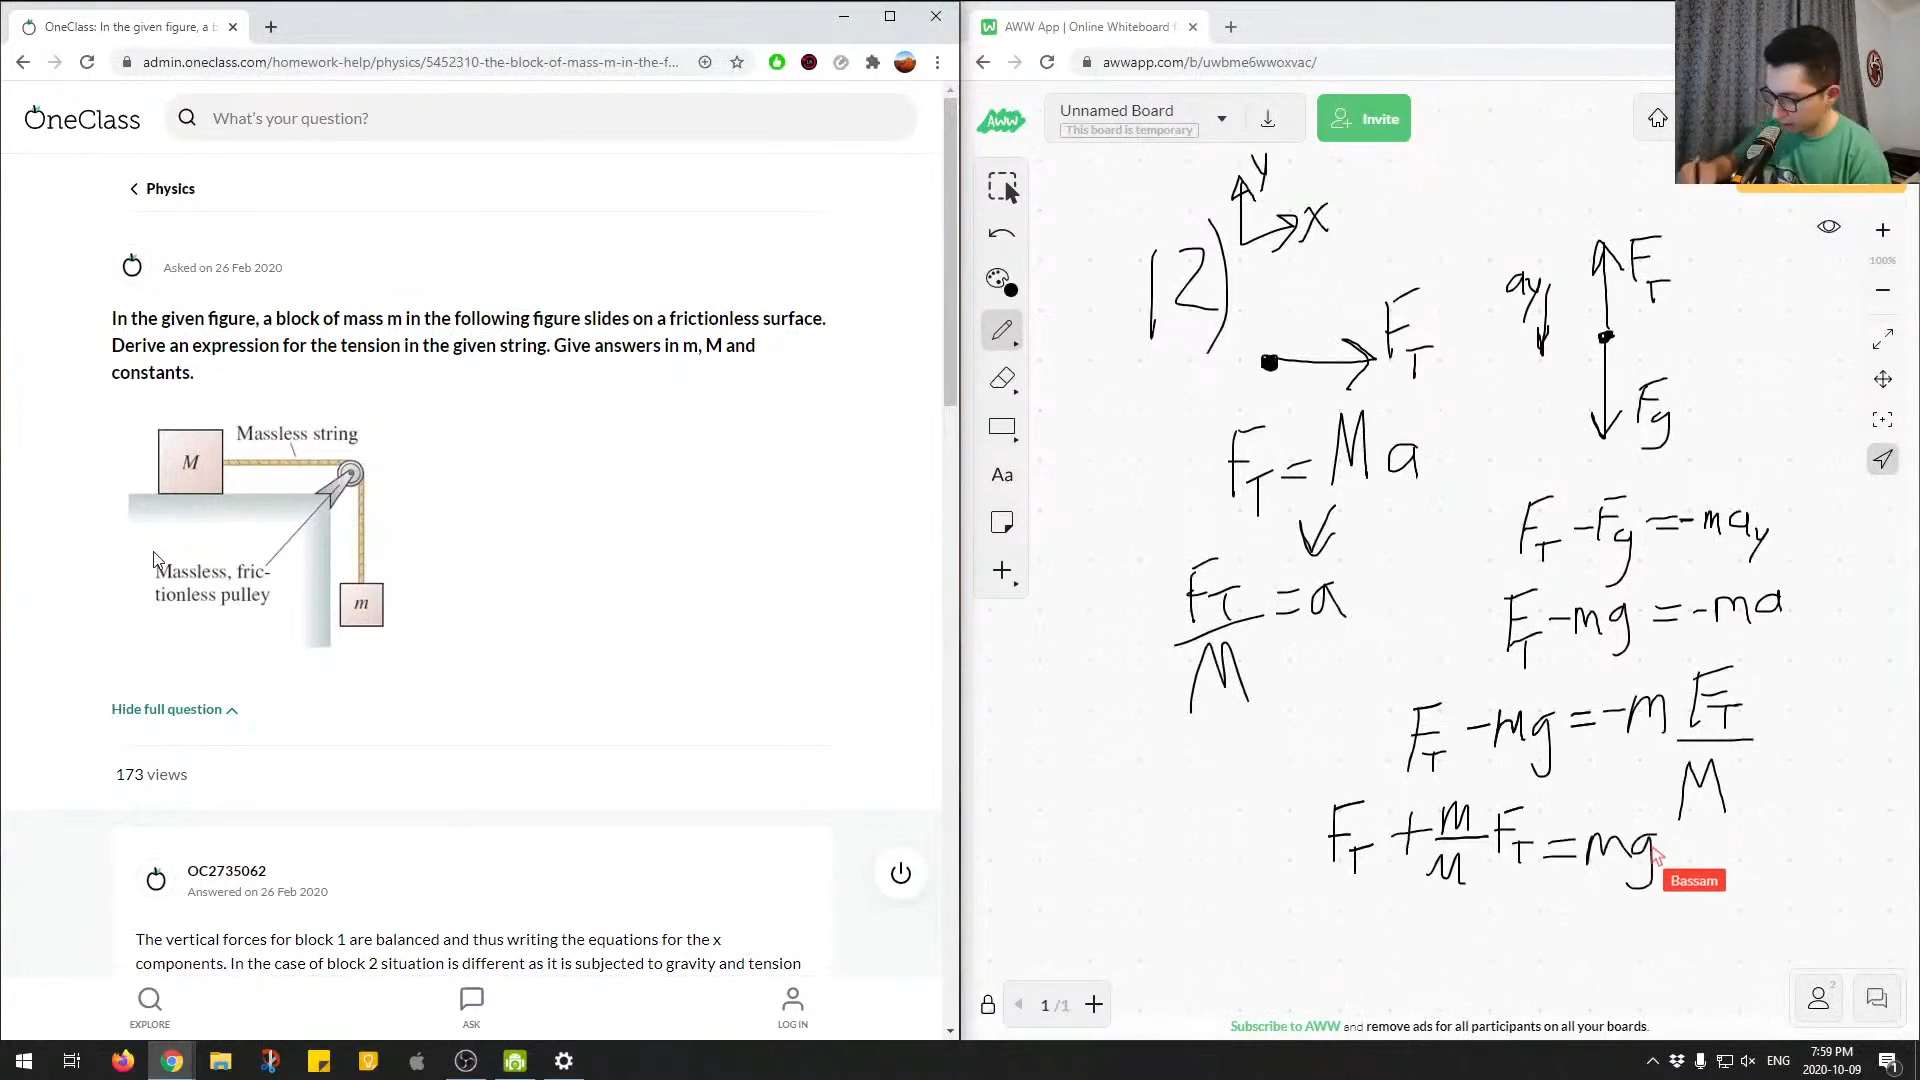 OneClass: In the given figure, a b
admin.oneclass.com/homework-help/physics/5452310-the-block-of-mass-m-in-the-f...
OneClass
What's your question?
Physics
Asked on 26 Feb 2020
In the given figure, a block of mass m in the following figure slides on a frictionless surface.
Derive an expression for the tension in the given string. Give answers in m, M and
constants.
Massless string
M
Massless, fric-
tionless pulley
m
Hide full question
173 views
OC2735062
Answered on 26 Feb 2020
The vertical forces for block 1 are balanced and thus writing the equations for the x
components. In the case of block 2 situation is different as it is subjected to gravity and tension
EXPLORE
ASK
LOG IN
AWW App | Online Whiteboard f
awwapp.com/b/uwbme6wwoxvac/
AWW
Unnamed Board
This board is temporary
Invite
100%
Aa
12)
y
x
F_T
F_T = Ma
F_T/M = a
ay
F_T
Fg
F_T - Fg = -may
F_T - mg = -ma
F_T - mg = -m F_T/M
F_T + m/M F_T = mg
Bassam
1 /1
2
Subscribe to AWW and remove ads for all participants on all your boards.
ENG
7:59 PM
2020-10-09
1